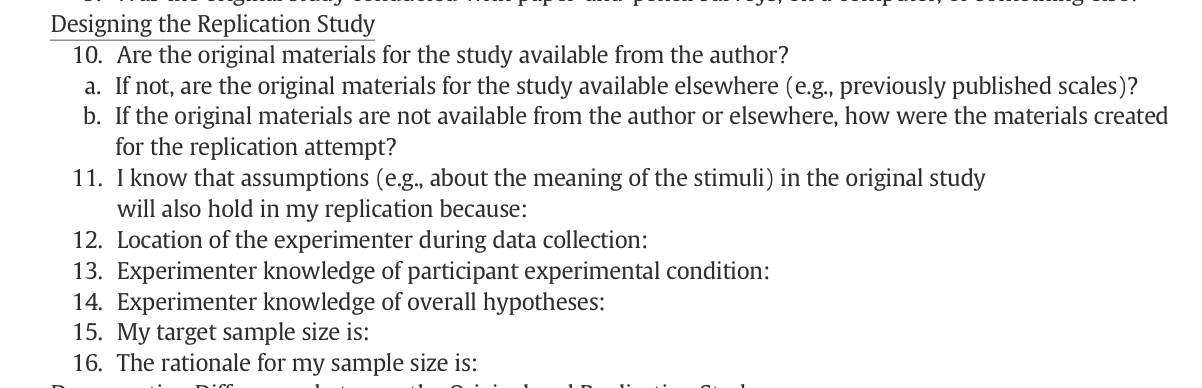 Designing the Replication Study
10. Are the original materials for the study available from the author?
a. If not, are the original materials for the study available elsewhere (e.g., previously published scales)?
b. If the original materials are not available from the author or elsewhere, how were the materials created
for the replication attempt?
11. I know that assumptions (e.g., about the meaning of the stimuli) in the original study
will also hold in my replication because:
12. Location of the experimenter during data collection:
13. Experimenter knowledge of participant experimental condition:
14. Experimenter knowledge of overall hypotheses:
15. My target sample size is:
16. The rationale for my sample size is: